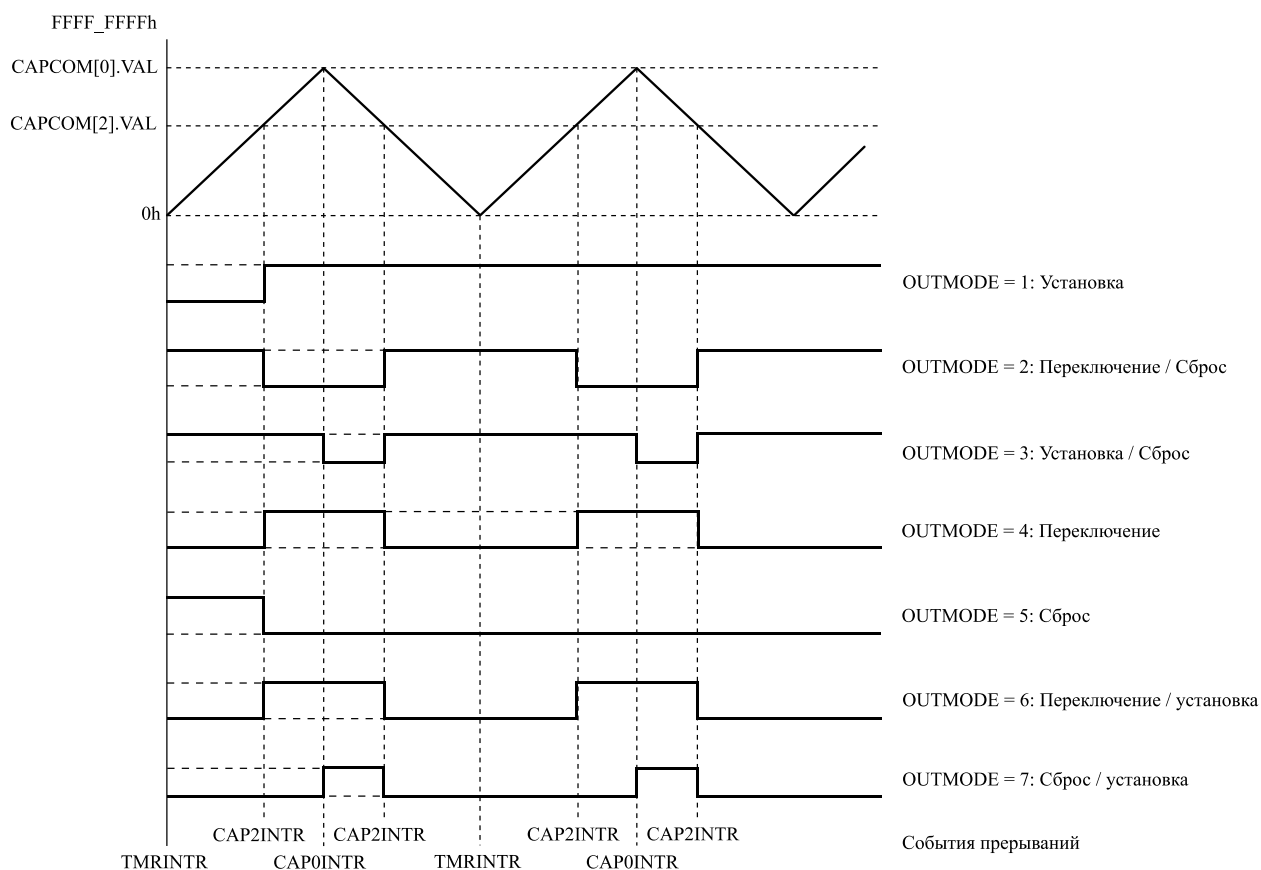 FFFF_FFFFh
CAPCOM[0].VAL
CAPCOM[2].VAL
0h
OUTMODE = 1: Установка
OUTMODE = 2: Переключение / Сброс
OUTMODE = 3: Установка / Сброс
OUTMODE = 4: Переключение
OUTMODE = 5: Сброс
OUTMODE = 6: Переключение / установка
OUTMODE = 7: Сброс / установка
CAP2INTR CAP2INTR CAP2INTR CAP2INTR
События прерываний
TMRINTR CAP0INTR TMRINTR CAP0INTR